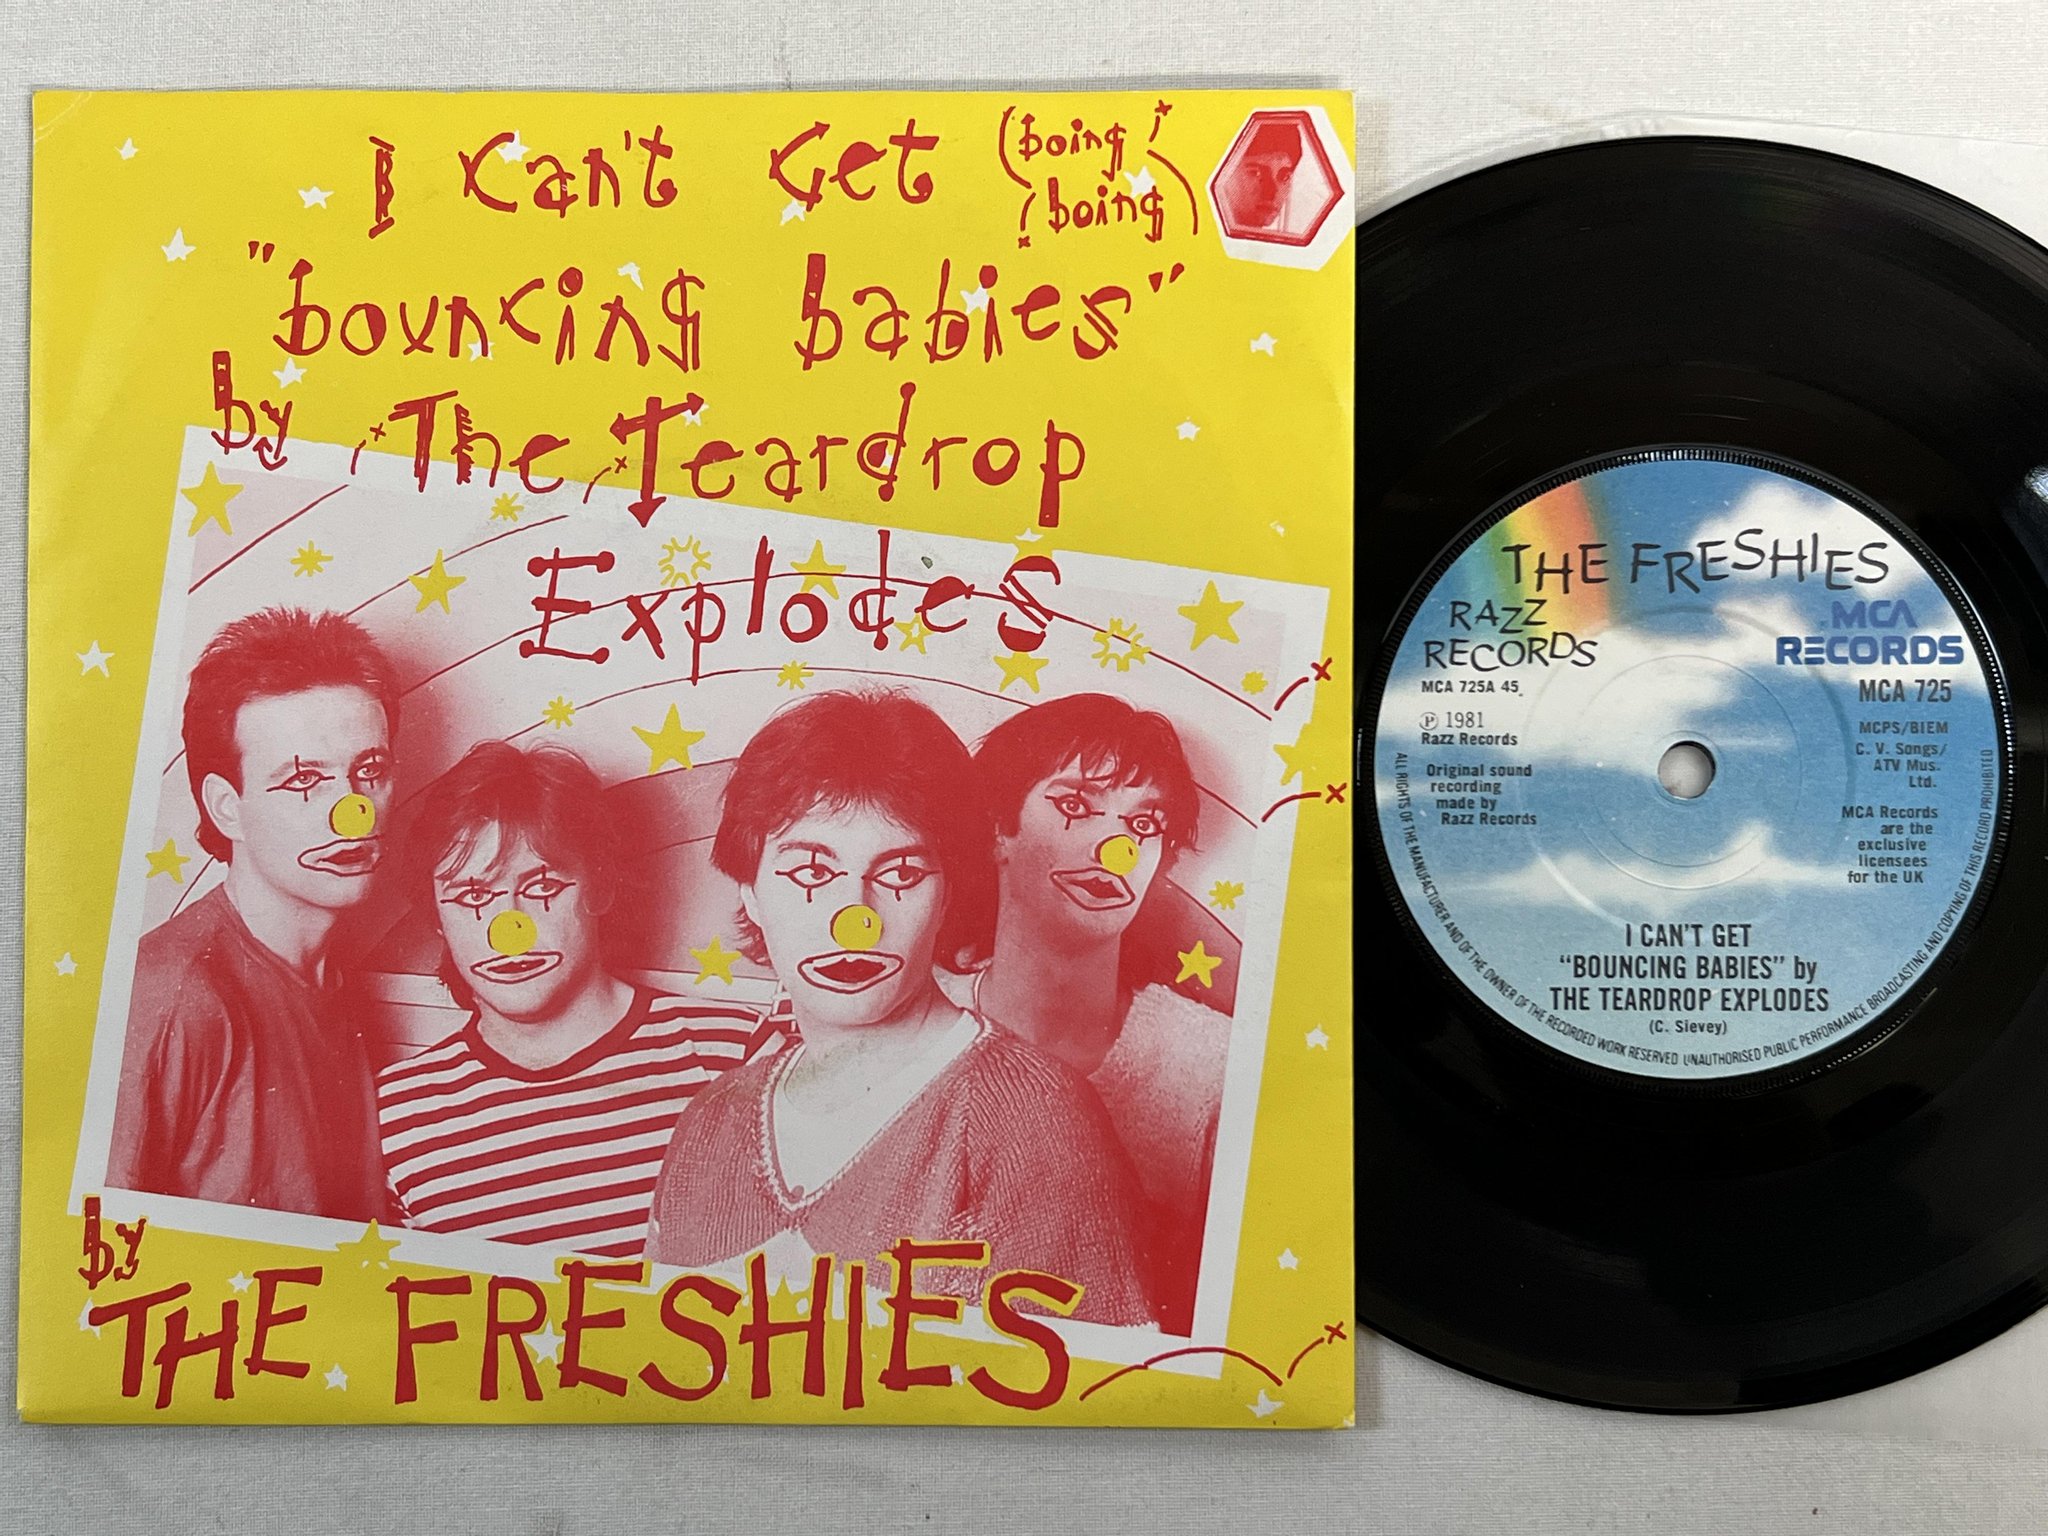 I can't get (boing
boing)
"bouncing babies"
by The Teardrop
Explodes
by
THE FRESHIES
THE FRESHIES
RAZZ
RECORDS
MCA 725A 45
℗ 1981
Razz Records
Original sound
recording
made by
Razz Records
MCA
RECORDS
MCA 725
MCPS/BIEM
C. V. Songs/
ATV Mus.
Ltd.
MCA Records
are the
exclusive
licensees
for the UK
I CAN'T GET
"BOUNCING BABIES" by
THE TEARDROP EXPLODES
(C. Sievey)
ALL RIGHTS OF THE MANUFACTURER AND OF THE OWNER OF THE RECORDED WORK RESERVED UNAUTHORISED PUBLIC PERFORMANCE BROADCASTING AND COPYING OF THIS RECORD PROHIBITED